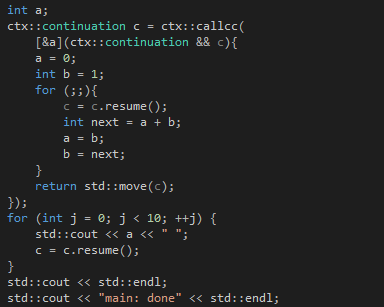 int a;
ctx::continuation c = ctx::callcc(
    [&a](ctx::continuation && c){
    a = 0;
    int b = 1;
    for (;;){
        c = c.resume();
        int next = a + b;
        a = b;
        b = next;
    }
    return std::move(c);
});
for (int j = 0; j < 10; ++j) {
    std::cout << a << " ";
    c = c.resume();
}
std::cout << std::endl;
std::cout << "main: done" << std::endl;